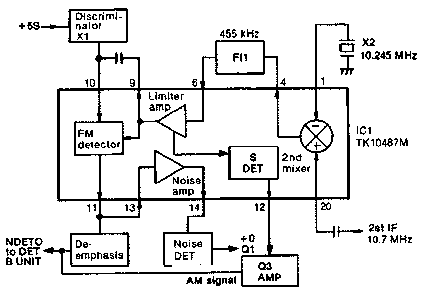 +5S
Discrimi-
nator
X1
455 kHz
FI1
X2
10.245 MHz
10
9
6
4
1
Limiter
amp
FM
detector
IC1
TK10487M
S
DET
2nd
mixer
Noise
amp
11
13
14
12
20
NDETO
to DET
B UNIT
De-
emphasis
Noise
DET
+0
Q1
Q3
AMP
2st IF
10.7 MHz
AM signal